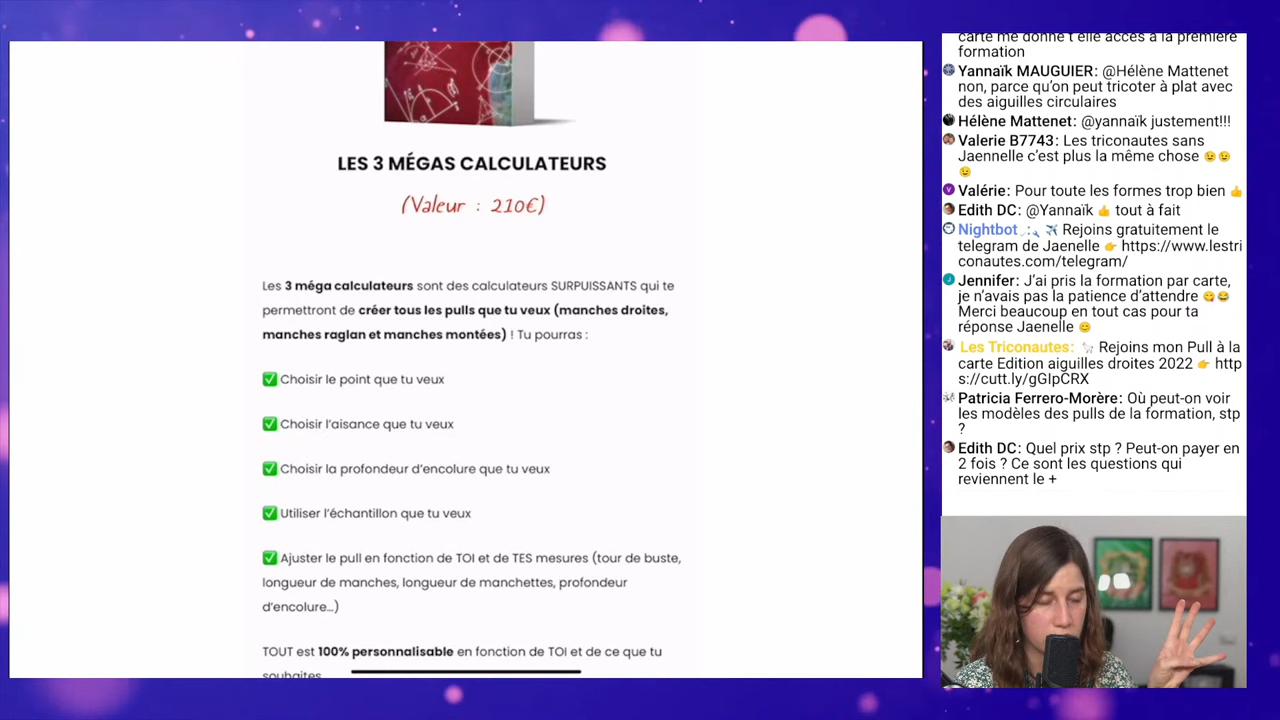 LES 3 MÉGAS CALCULATEURS
(Valeur : 210€)
Les 3 méga calculateurs sont des calculateurs SURPUISSANTS qui te
permettront de créer tous les pulls que tu veux (manches droites,
manches raglan et manches montées) ! Tu pourras :
✅ Choisir le point que tu veux
✅ Choisir l'aisance que tu veux
✅ Choisir la profondeur d'encolure que tu veux
✅ Utiliser l'échantillon que tu veux
✅ Ajuster le pull en fonction de TOI et de TES mesures (tour de buste,
longueur de manches, longueur de manchettes, profondeur
d'encolure...)
TOUT est 100% personnalisable en fonction de TOI et de ce que tu
souhaites
carte me donne t elle accès à la première
formation
Yannaïk MAUGUIER: @Hélène Mattenet
non, parce qu'on peut tricoter à plat avec
des aiguilles circulaires
Hélène Mattenet: @yannaïk justement!!!
Valerie B7743: Les triconautes sans
Jaennelle c'est plus la même chose 😉😉
😉
V Valérie: Pour toute les formes trop bien 👍
Edith DC: @Yannaïk 👍 tout à fait
Nightbot 🔧: ✈️ Rejoins gratuitement le
telegram de Jaenelle 👉 https://www.lestri
conautes.com/telegram/
J Jennifer: J'ai pris la formation par carte,
je n'avais pas la patience d'attendre 😋😂
Merci beaucoup en tout cas pour ta
réponse Jaenelle 😊
Les Triconautes: 🦙 Rejoins mon Pull à la
carte Edition aiguilles droites 2022 👉 http
s://cutt.ly/gGIpCRX
Patricia Ferrero-Morère: Où peut-on voir
les modèles des pulls de la formation, stp
?
Edith DC: Quel prix stp ? Peut-on payer en
2 fois ? Ce sont les questions qui
reviennent le +